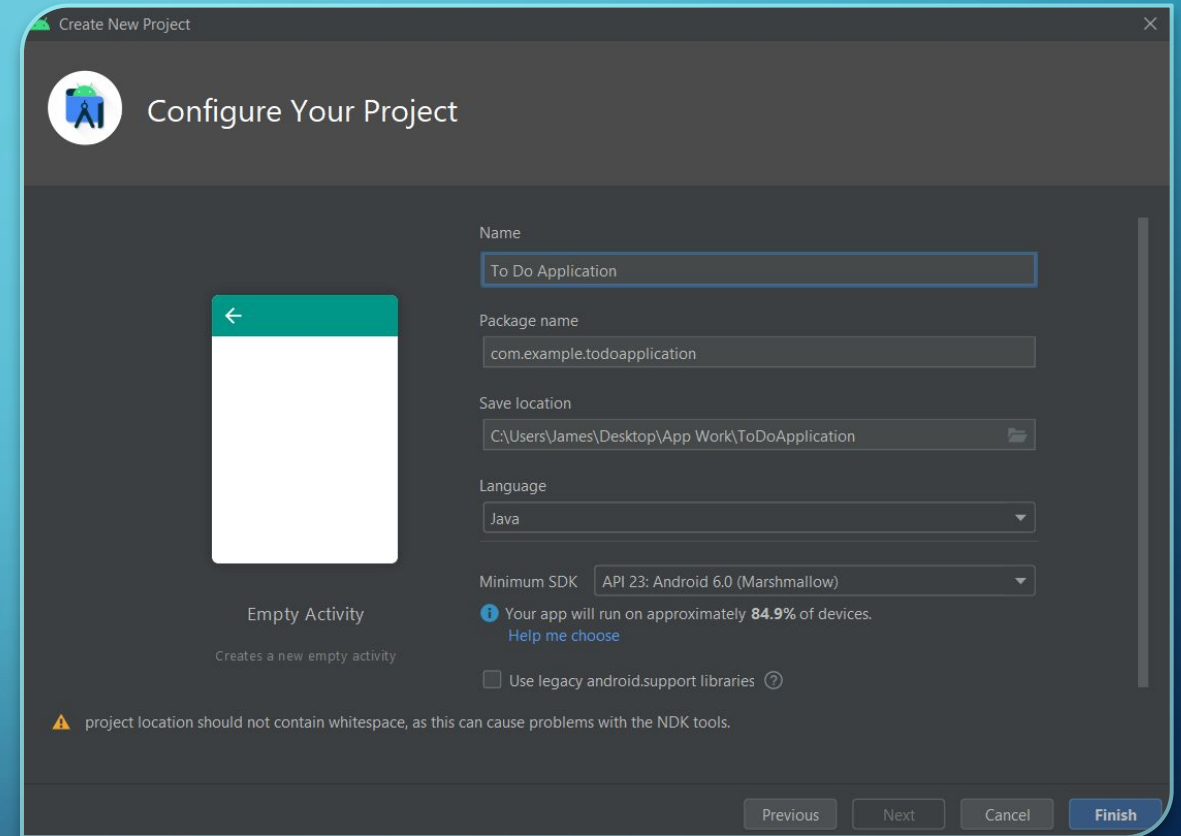 Create New Project
Configure Your Project
Name
To Do Application
Package name
com.example.todoapplication
Save location
C:\Users\James\Desktop\App Work\ToDoApplication
Language
Java
Minimum SDK API 23: Android 6.0 (Marshmallow)
Your app will run on approximately 84.9% of devices.
Help me choose
Use legacy android.support libraries
Empty Activity
Creates a new empty activity
project location should not contain whitespace, as this can cause problems with the NDK tools.
Previous Next Cancel Finish